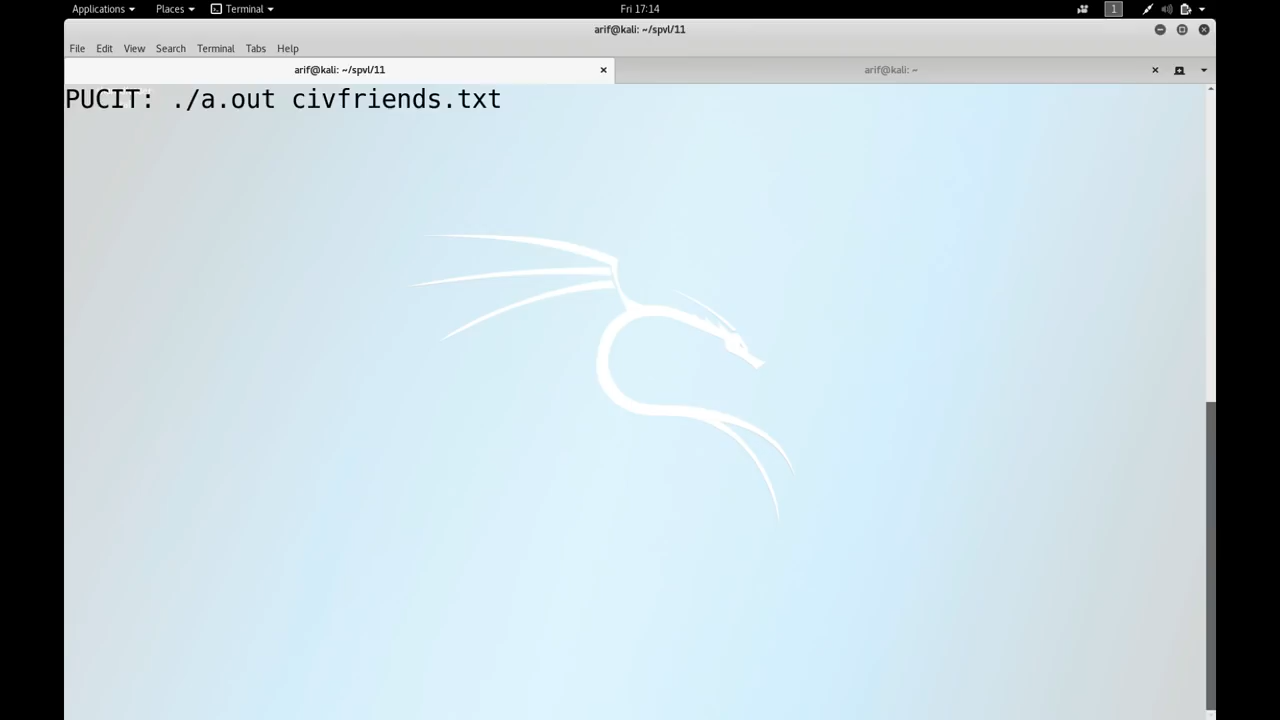 Applications Places Terminal Fri 17:14 1
arif@kali: ~/spvl/11
File Edit View Search Terminal Tabs Help
arif@kali: ~/spvl/11 arif@kali: ~
PUCIT: ./a.out civfriends.txt